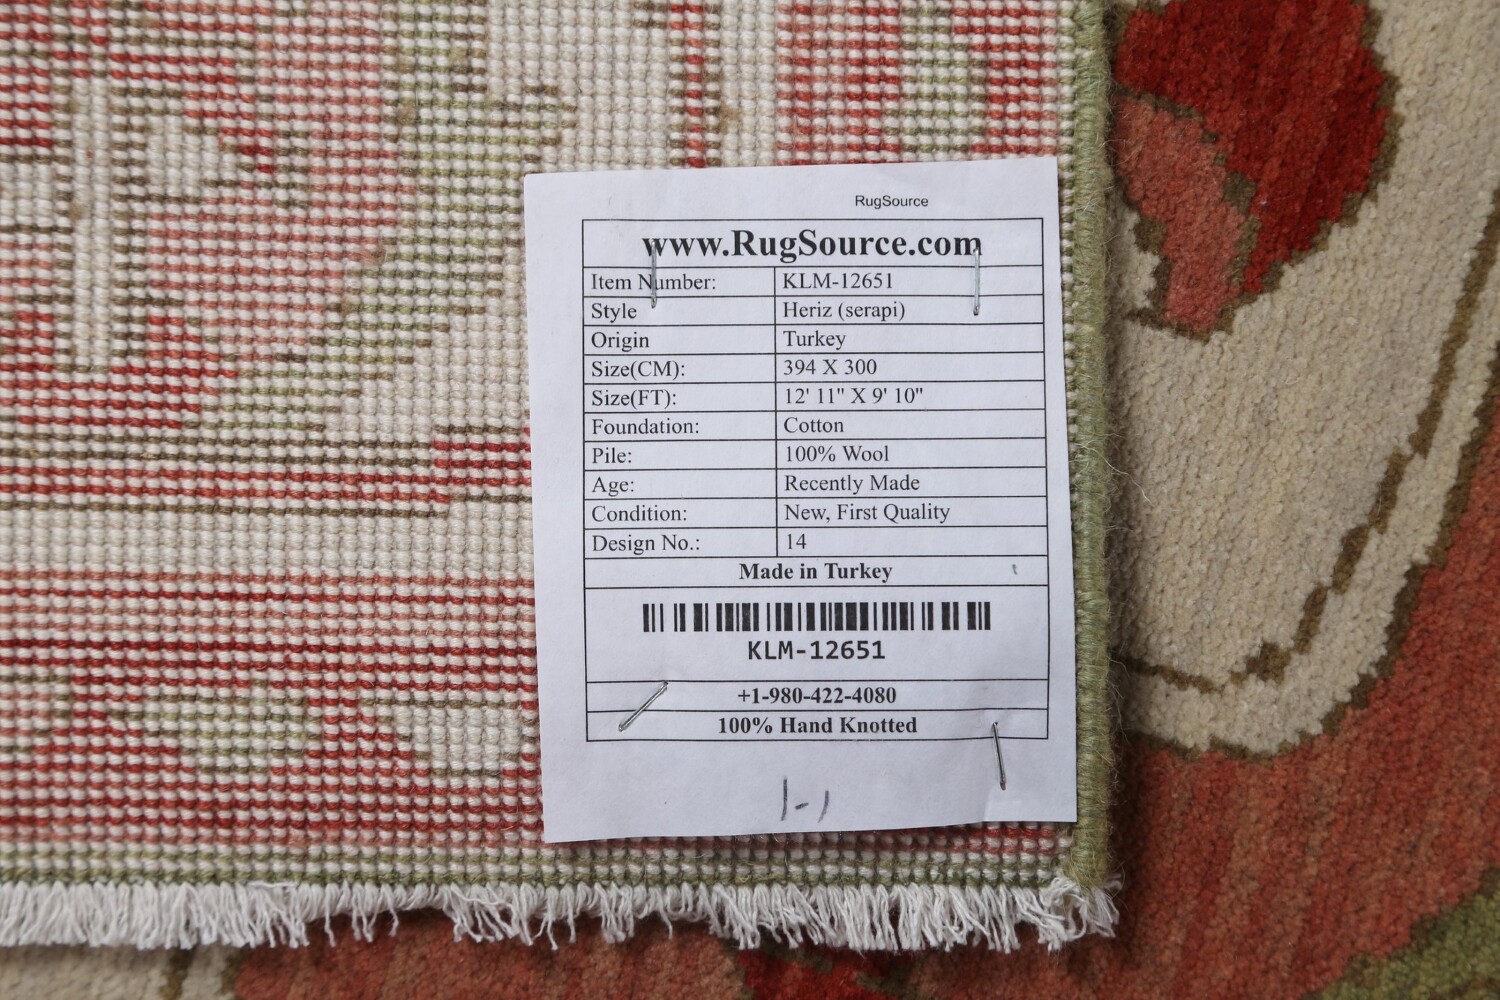 RugSource
www.RugSource.com
Item Number: KLM-12651
Style Heriz (serapi)
Origin Turkey
Size(CM): 394 X 300
Size(FT): 12' 11" X 9' 10"
Foundation: Cotton
Pile: 100% Wool
Age: Recently Made
Condition: New, First Quality
Design No.: 14
Made in Turkey
KLM-12651
+1-980-422-4080
100% Hand Knotted
1-1